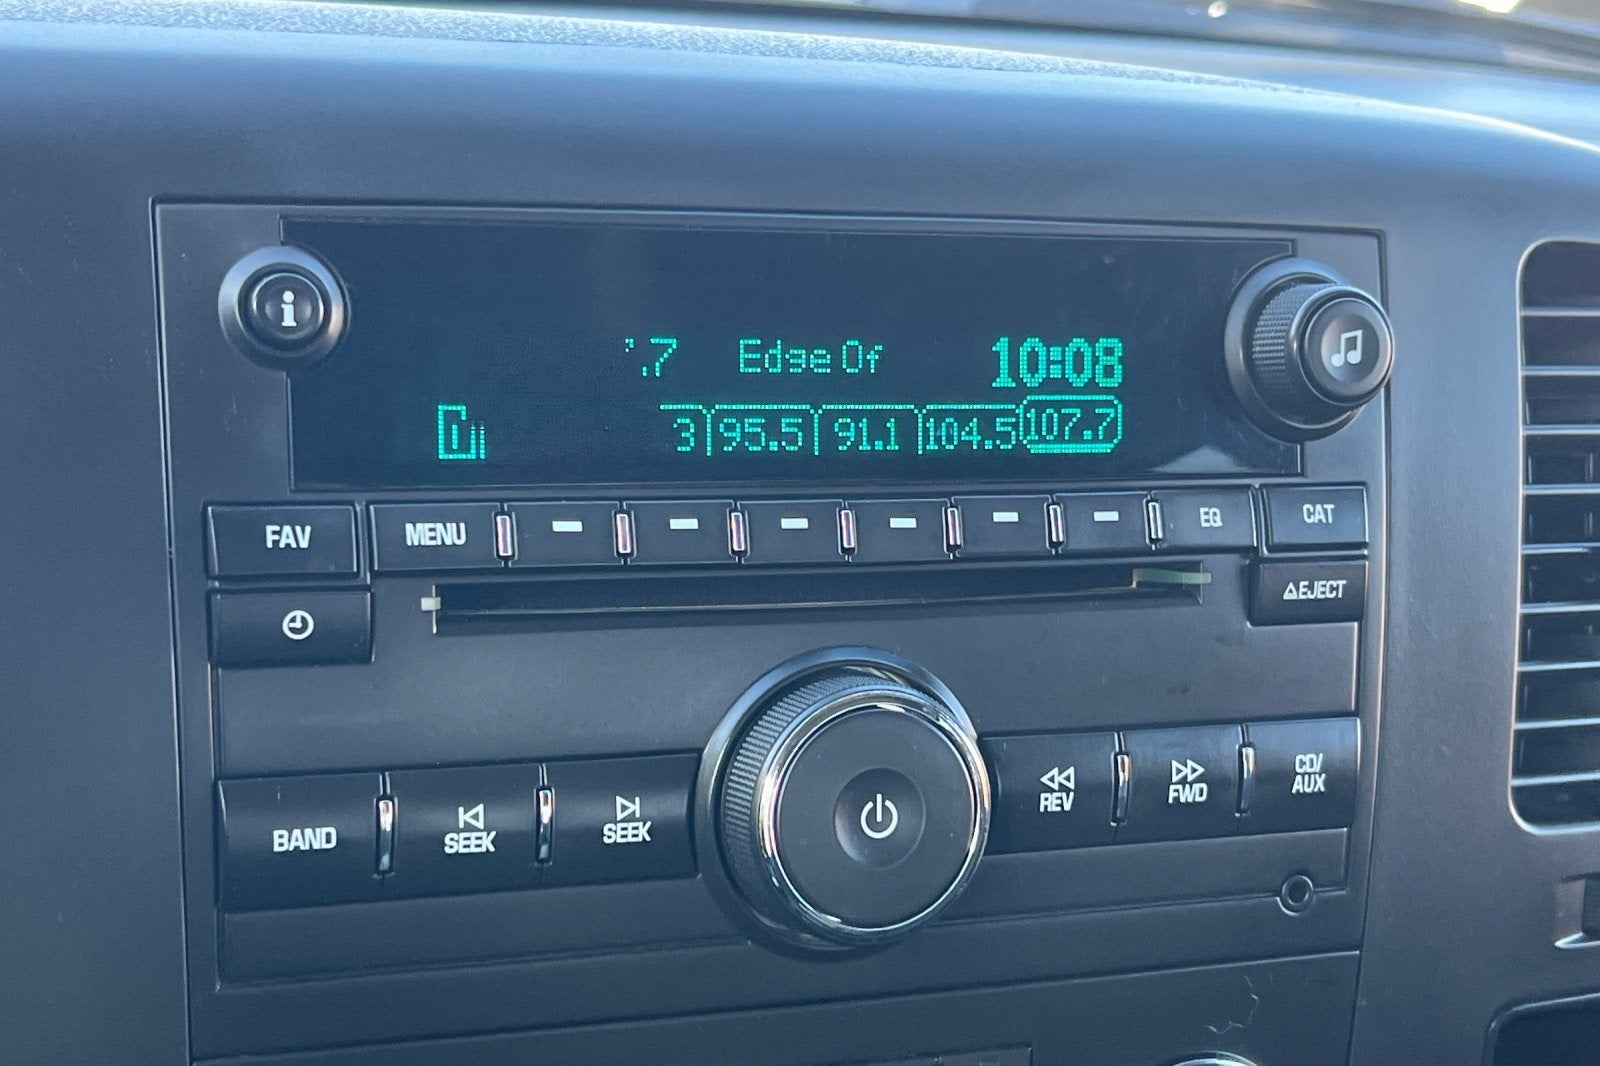 .7 Edge Of 10:08
3 95.5 91.1 104.5 107.7
FAV MENU EQ CAT
EJECT
BAND SEEK SEEK REV FWD CD/
AUX